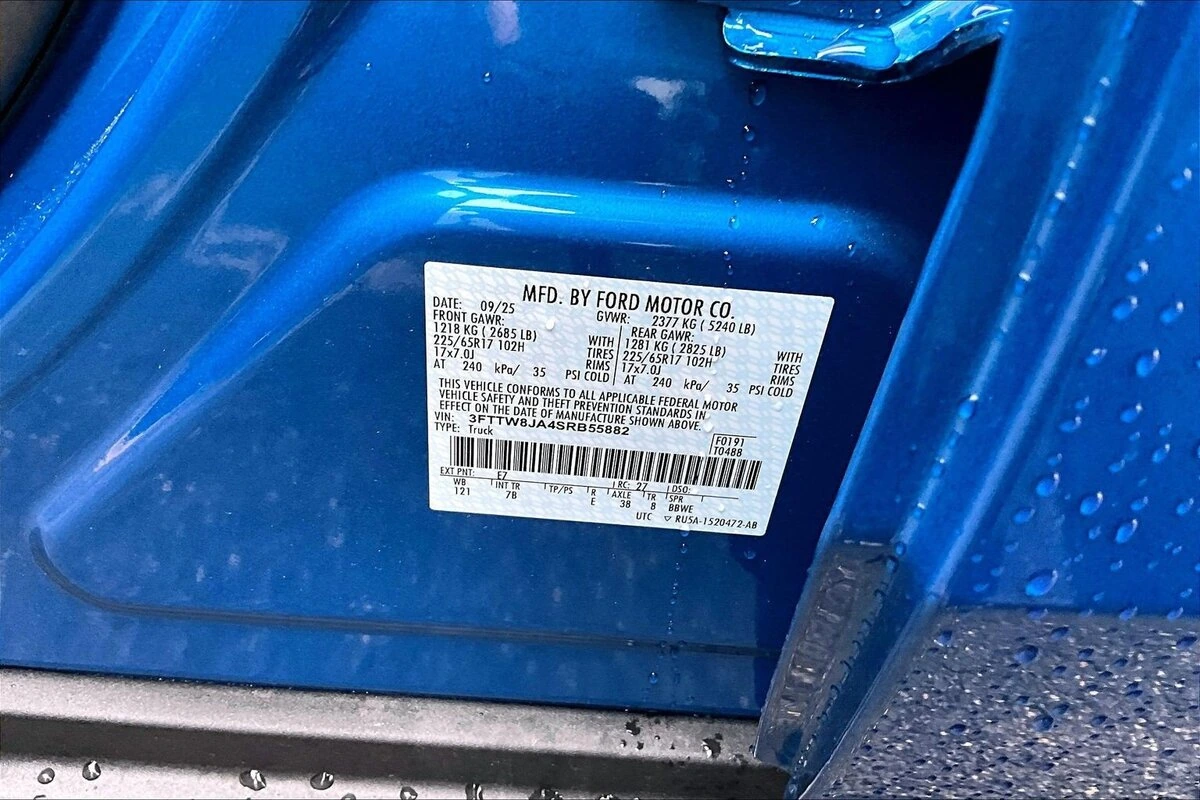 MFD. BY FORD MOTOR CO.
DATE: 09/25 GVWR: 2377 KG ( 5240 LB)
FRONT GAWR: REAR GAWR:
1218 KG ( 2685 LB) WITH 1281 KG ( 2825 LB) WITH
225/65R17 102H TIRES 225/65R17 102H TIRES
17x7.0J RIMS 17x7.0J RIMS
AT 240 kPa/ 35 PSI COLD AT 240 kPa/ 35 PSI COLD
THIS VEHICLE CONFORMS TO ALL APPLICABLE FEDERAL MOTOR
VEHICLE SAFETY AND THEFT PREVENTION STANDARDS IN
EFFECT ON THE DATE OF MANUFACTURE SHOWN ABOVE.
VIN: 3FTTW8JA4SRB55882
TYPE: Truck
F0191
T0488
EXT PNT: E7 RC: 27 DSO:
WB INT TR TP/PS R AXLE TR SPR
121 7B E 38 8 BBWE
UTC ▽ RU5A-1520472-AB